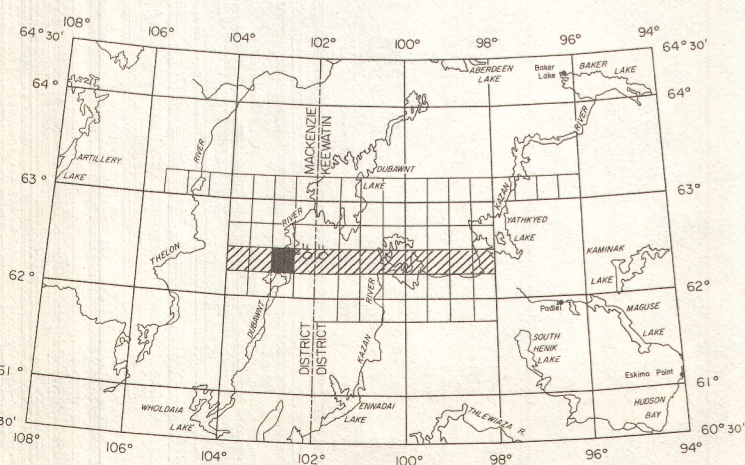 108°
106°
104°
102°
100°
98°
96°
94°
64° 30'
64° 30'
64°
64°
63°
63°
62°
62°
61°
61°
30'
60° 30'
108°
106°
104°
102°
100°
98°
96°
94°
ABERDEEN
LAKE
Baker
Lake
BAKER
LAKE
RIVER
ARTILLERY
LAKE
RIVER
THELON
MACKENZIE
KEEWATIN
DUBAWNT
LAKE
RIVER
DUBAWNT
KAZAN
YATHKYED
LAKE
KAMINAK
LAKE
RIVER
KAZAN
DISTRICT
DISTRICT
Padlei
MAGUSE
LAKE
SOUTH
HENIK
LAKE
Eskimo Point
HUDSON
BAY
WHOLDAIA
LAKE
ENNADAI
LAKE
THLEWIAZA R.